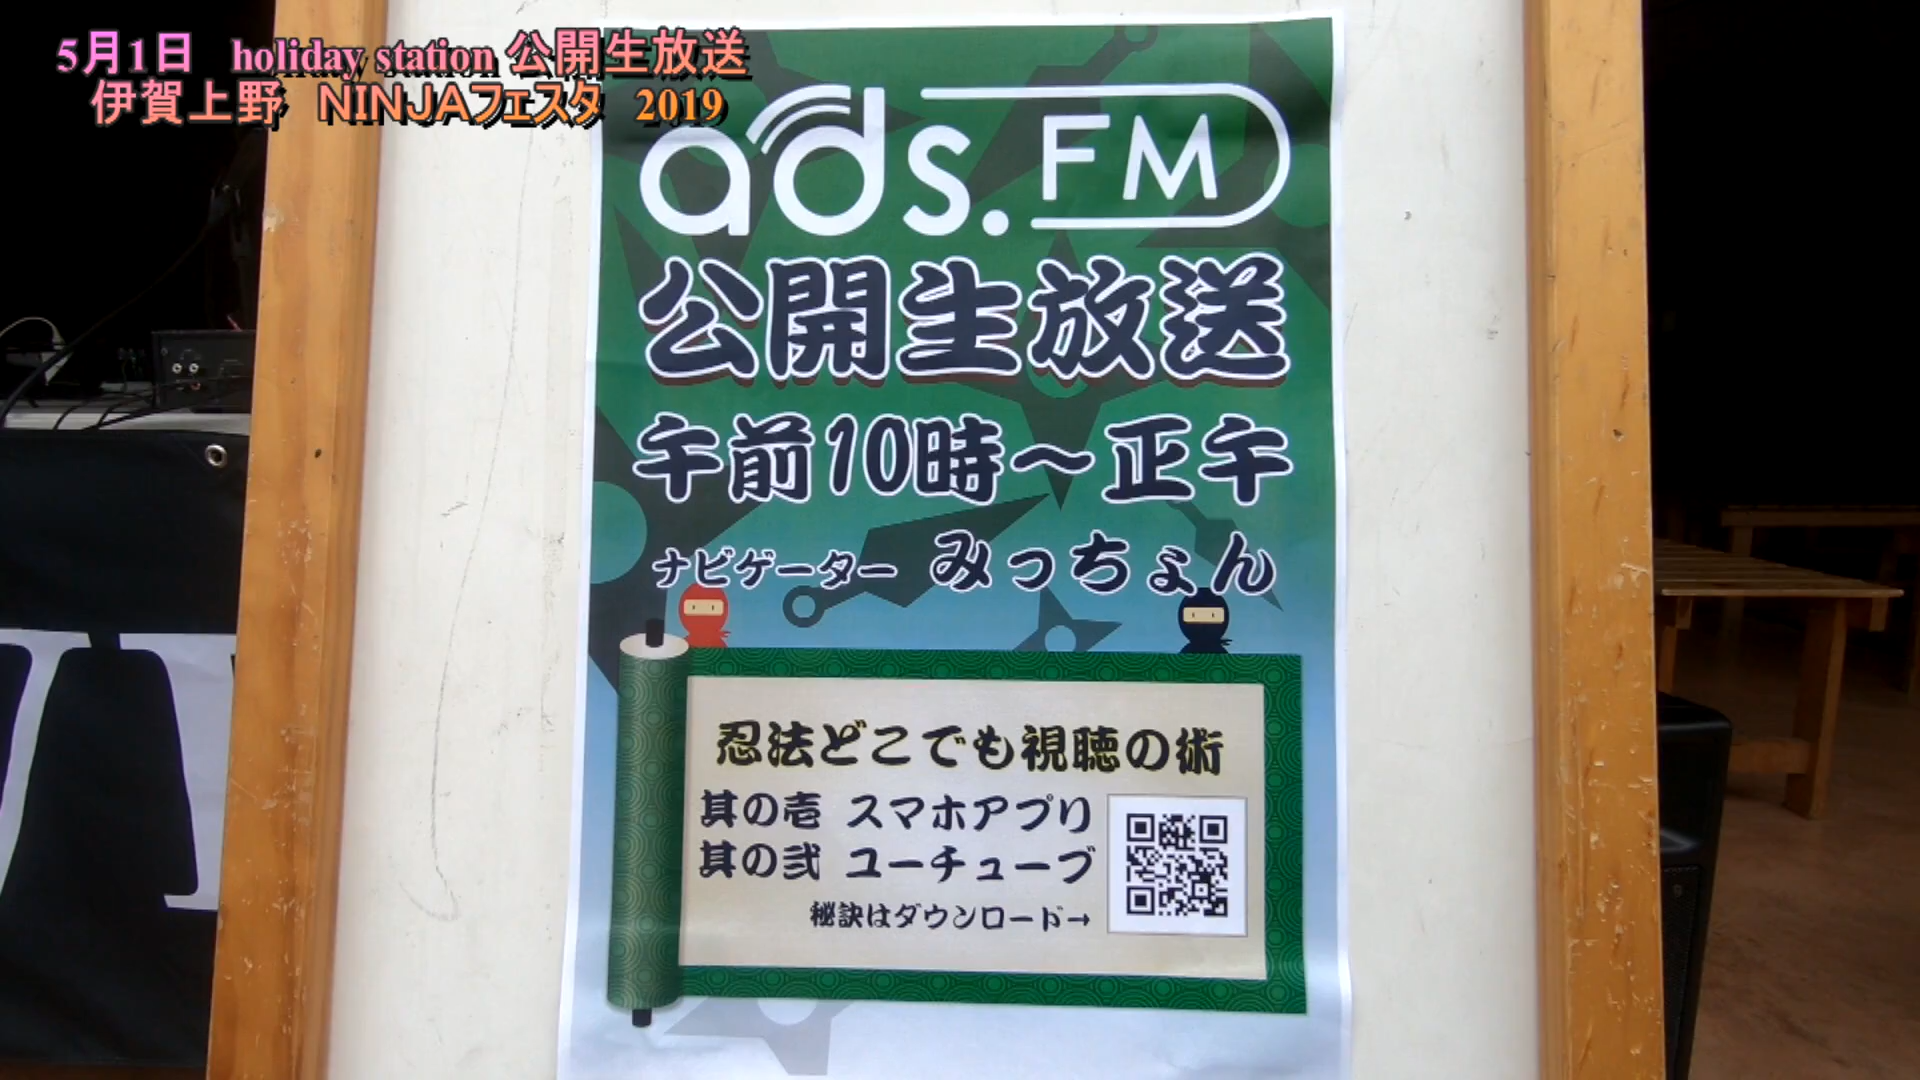 5月1日 holiday station 公開生放送
伊賀上野 NINJAフェスタ 2019
ads.FM
公開生放送
午前10時～正午
ナビゲーター みっちょん
忍法どこでも視聴の術
其の壱 スマホアプリ
其の弐 ユーチューブ
秘訣はダウンロード→